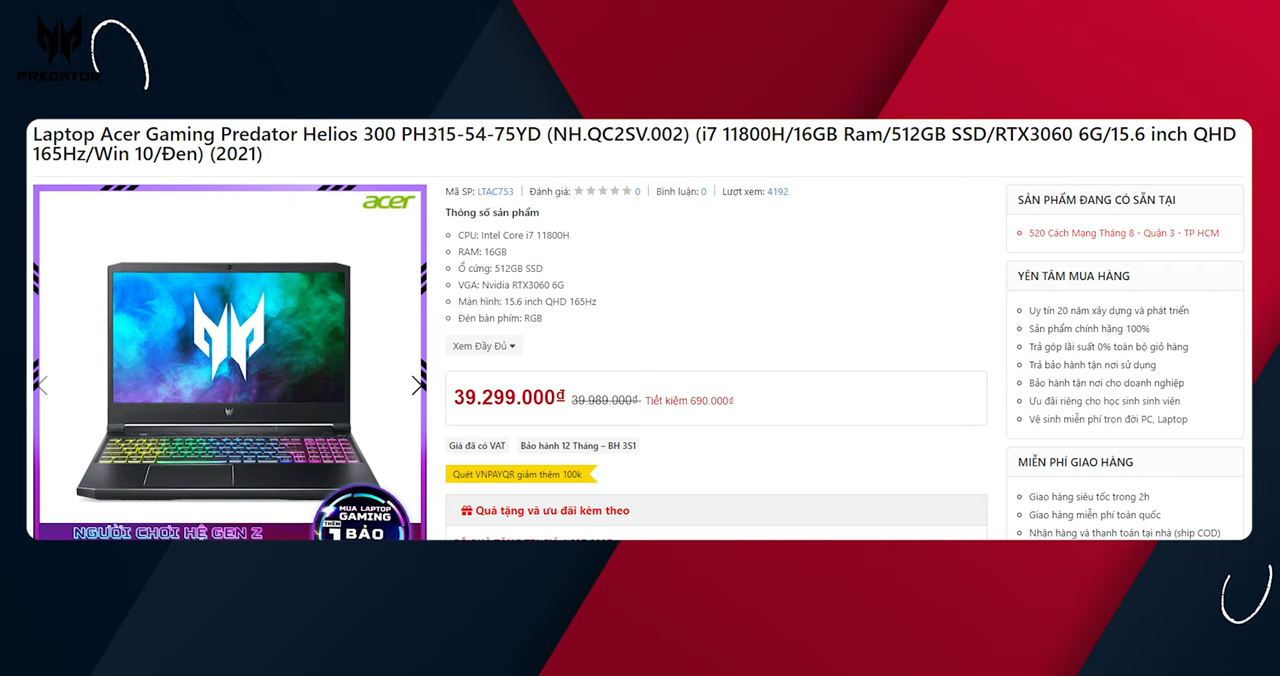 PREDATOR
Laptop Acer Gaming Predator Helios 300 PH315-54-75YD (NH.QC2SV.002) (i7 11800H/16GB Ram/512GB SSD/RTX3060 6G/15.6 inch QHD
165Hz/Win 10/Đen) (2021)
acer
NGƯỜI CHƠI HỆ GEN Z
MUA LAPTOP
GAMING
THÊM
1 BẢO
Mã SP: LTAC753 | Đánh giá: 0 | Bình luận: 0 | Lượt xem: 4192
Thông số sản phẩm
CPU: Intel Core i7 11800H
RAM: 16GB
Ổ cứng: 512GB SSD
VGA: Nvidia RTX3060 6G
Màn hình: 15.6 inch QHD 165Hz
Đèn bàn phím: RGB
Xem Đầy Đủ
39.299.000đ 39.989.000đ Tiết kiệm 690.000đ
Giá đã có VAT Bảo hành 12 Tháng – BH 3S1
Quét VNPAYQR giảm thêm 100k
Quà tặng và ưu đãi kèm theo
SẢN PHẨM ĐANG CÓ SẴN TẠI
520 Cách Mạng Tháng 8 - Quận 3 - TP HCM
YÊN TÂM MUA HÀNG
Uy tín 20 năm xây dựng và phát triển
Sản phẩm chính hãng 100%
Trả góp lãi suất 0% toàn bộ giỏ hàng
Trả bảo hành tận nơi sử dụng
Bảo hành tận nơi cho doanh nghiệp
Ưu đãi riêng cho học sinh sinh viên
Vệ sinh miễn phí trọn đời PC, Laptop
MIỄN PHÍ GIAO HÀNG
Giao hàng siêu tốc trong 2h
Giao hàng miễn phí toàn quốc
Nhận hàng và thanh toán tại nhà (ship COD)